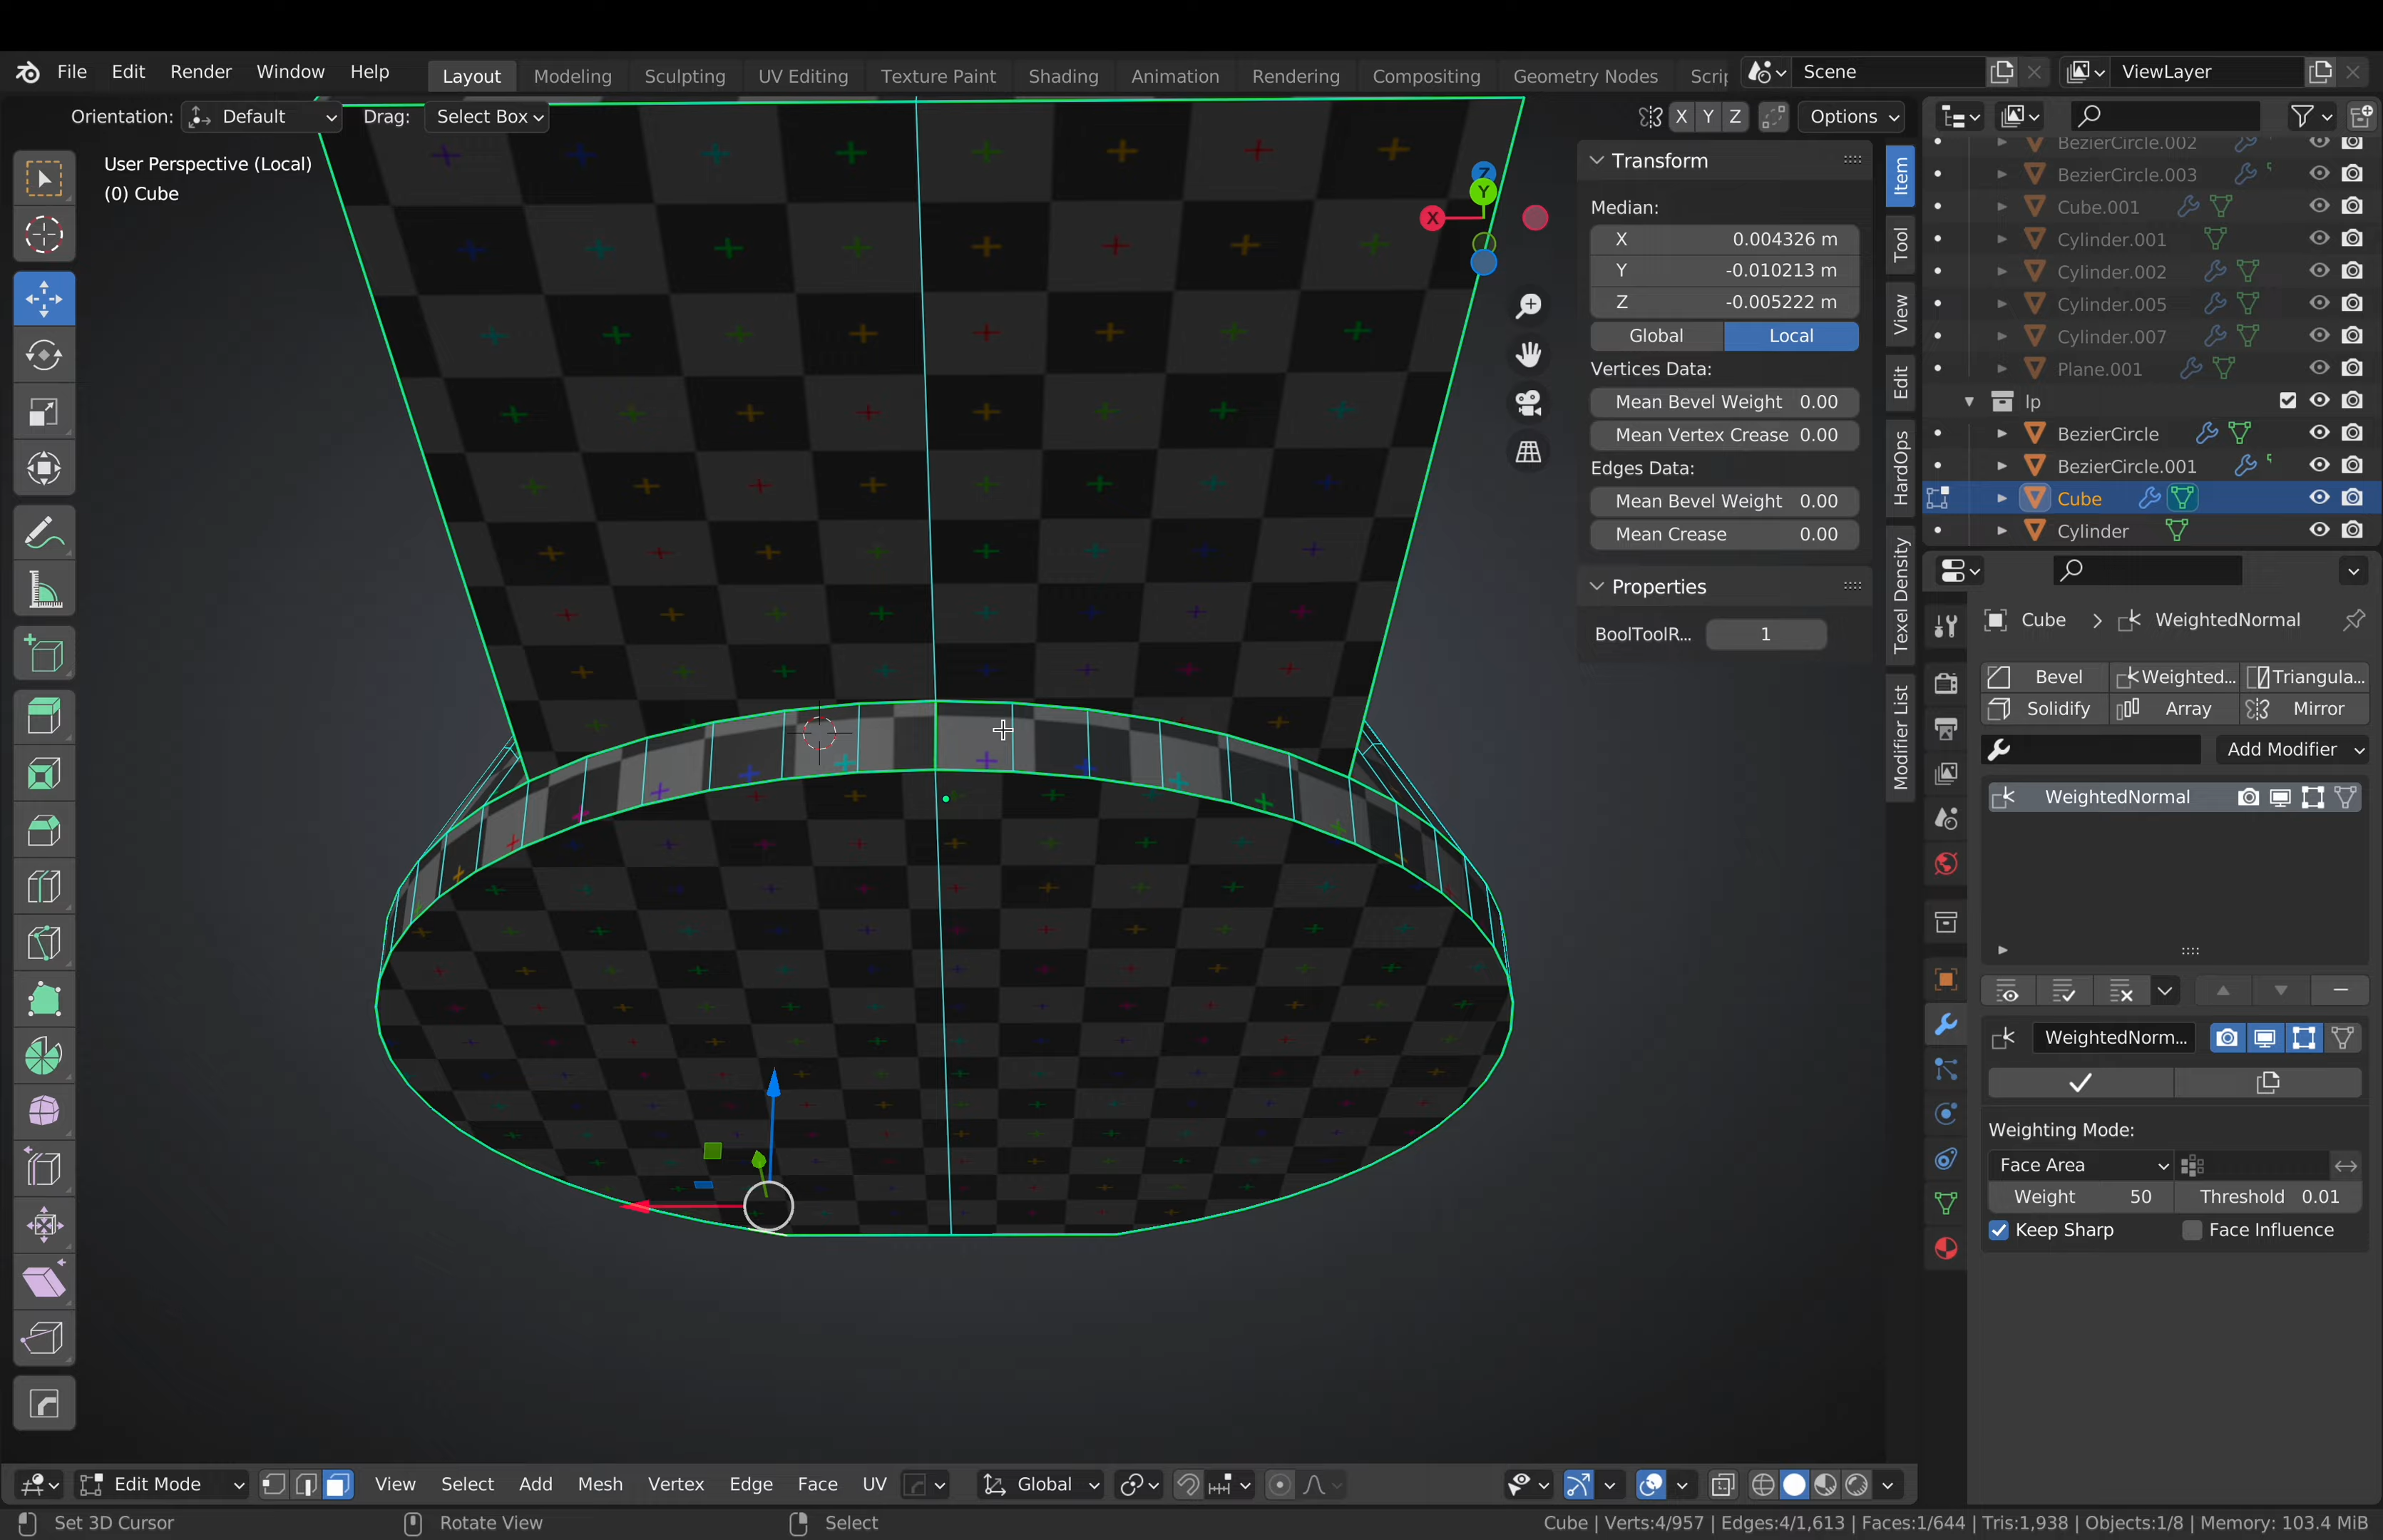 File Edit Render Window Help Layout Modeling Sculpting UV Editing Texture Paint Shading Animation Rendering Compositing Geometry Nodes Scrip Scene ViewLayer
Orientation: Default Drag: Select Box X Y Z Options
User Perspective (Local)
(0) Cube
Z
Y
X
Transform
Median:
X 0.004326 m
Y -0.010213 m
Z -0.005222 m
Global Local
Vertices Data:
Mean Bevel Weight 0.00
Mean Vertex Crease 0.00
Edges Data:
Mean Bevel Weight 0.00
Mean Crease 0.00
Properties
BoolToolR... 1
Item
Tool
View
Edit
HardOps
Texel Density
Modifier List
BezierCircle.002
BezierCircle.003
Cube.001
Cylinder.001
Cylinder.002
Cylinder.005
Cylinder.007
Plane.001
lp
BezierCircle
BezierCircle.001
Cube
Cylinder
Cube > WeightedNormal
Bevel Weighted... Triangula...
Solidify Array Mirror
Add Modifier
WeightedNormal
WeightedNorm...
Weighting Mode:
Face Area
Weight 50 Threshold 0.01
Keep Sharp Face Influence
Edit Mode View Select Add Mesh Vertex Edge Face UV Global
Set 3D Cursor Rotate View Select Cube | Verts:4/957 | Edges:4/1,613 | Faces:1/644 | Tris:1,938 | Objects:1/8 | Memory: 103.4 MiB